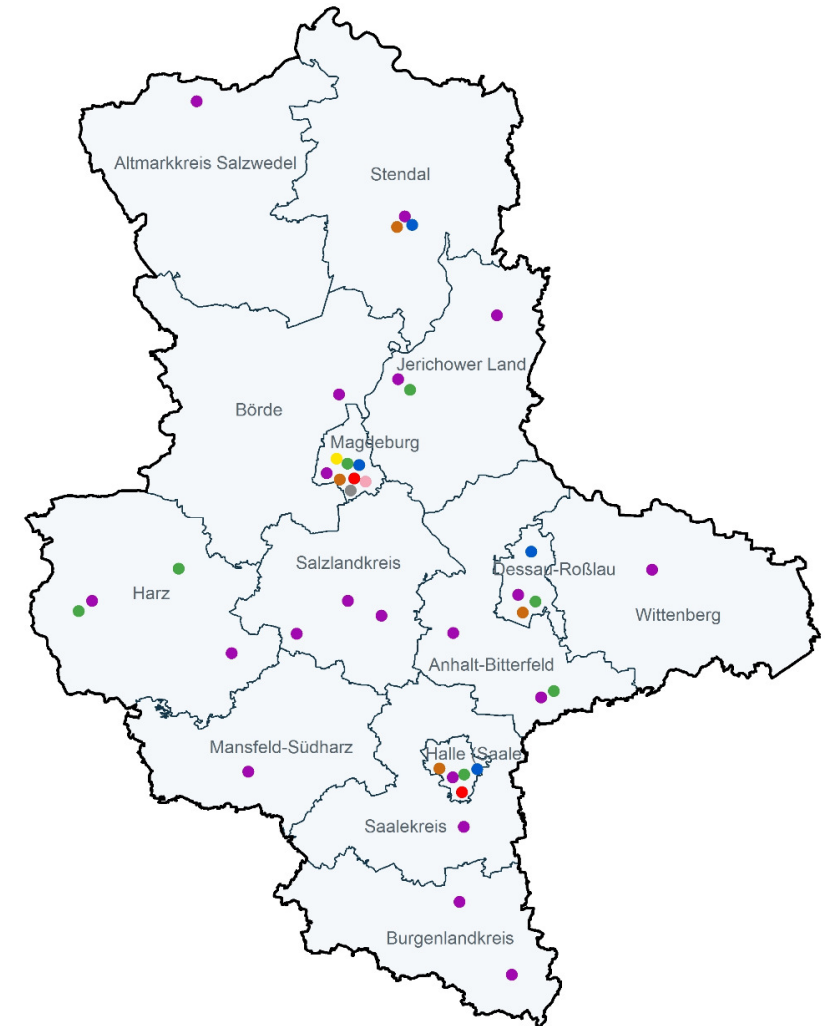 Altmarkkreis Salzwedel
Stendal
Jerichower Land
Börde
Magdeburg
Salzlandkreis
Dessau-Roßlau
Harz
Wittenberg
Anhalt-Bitterfeld
Mansfeld-Südharz
Halle (Saale
Saalekreis
Burgenlandkreis